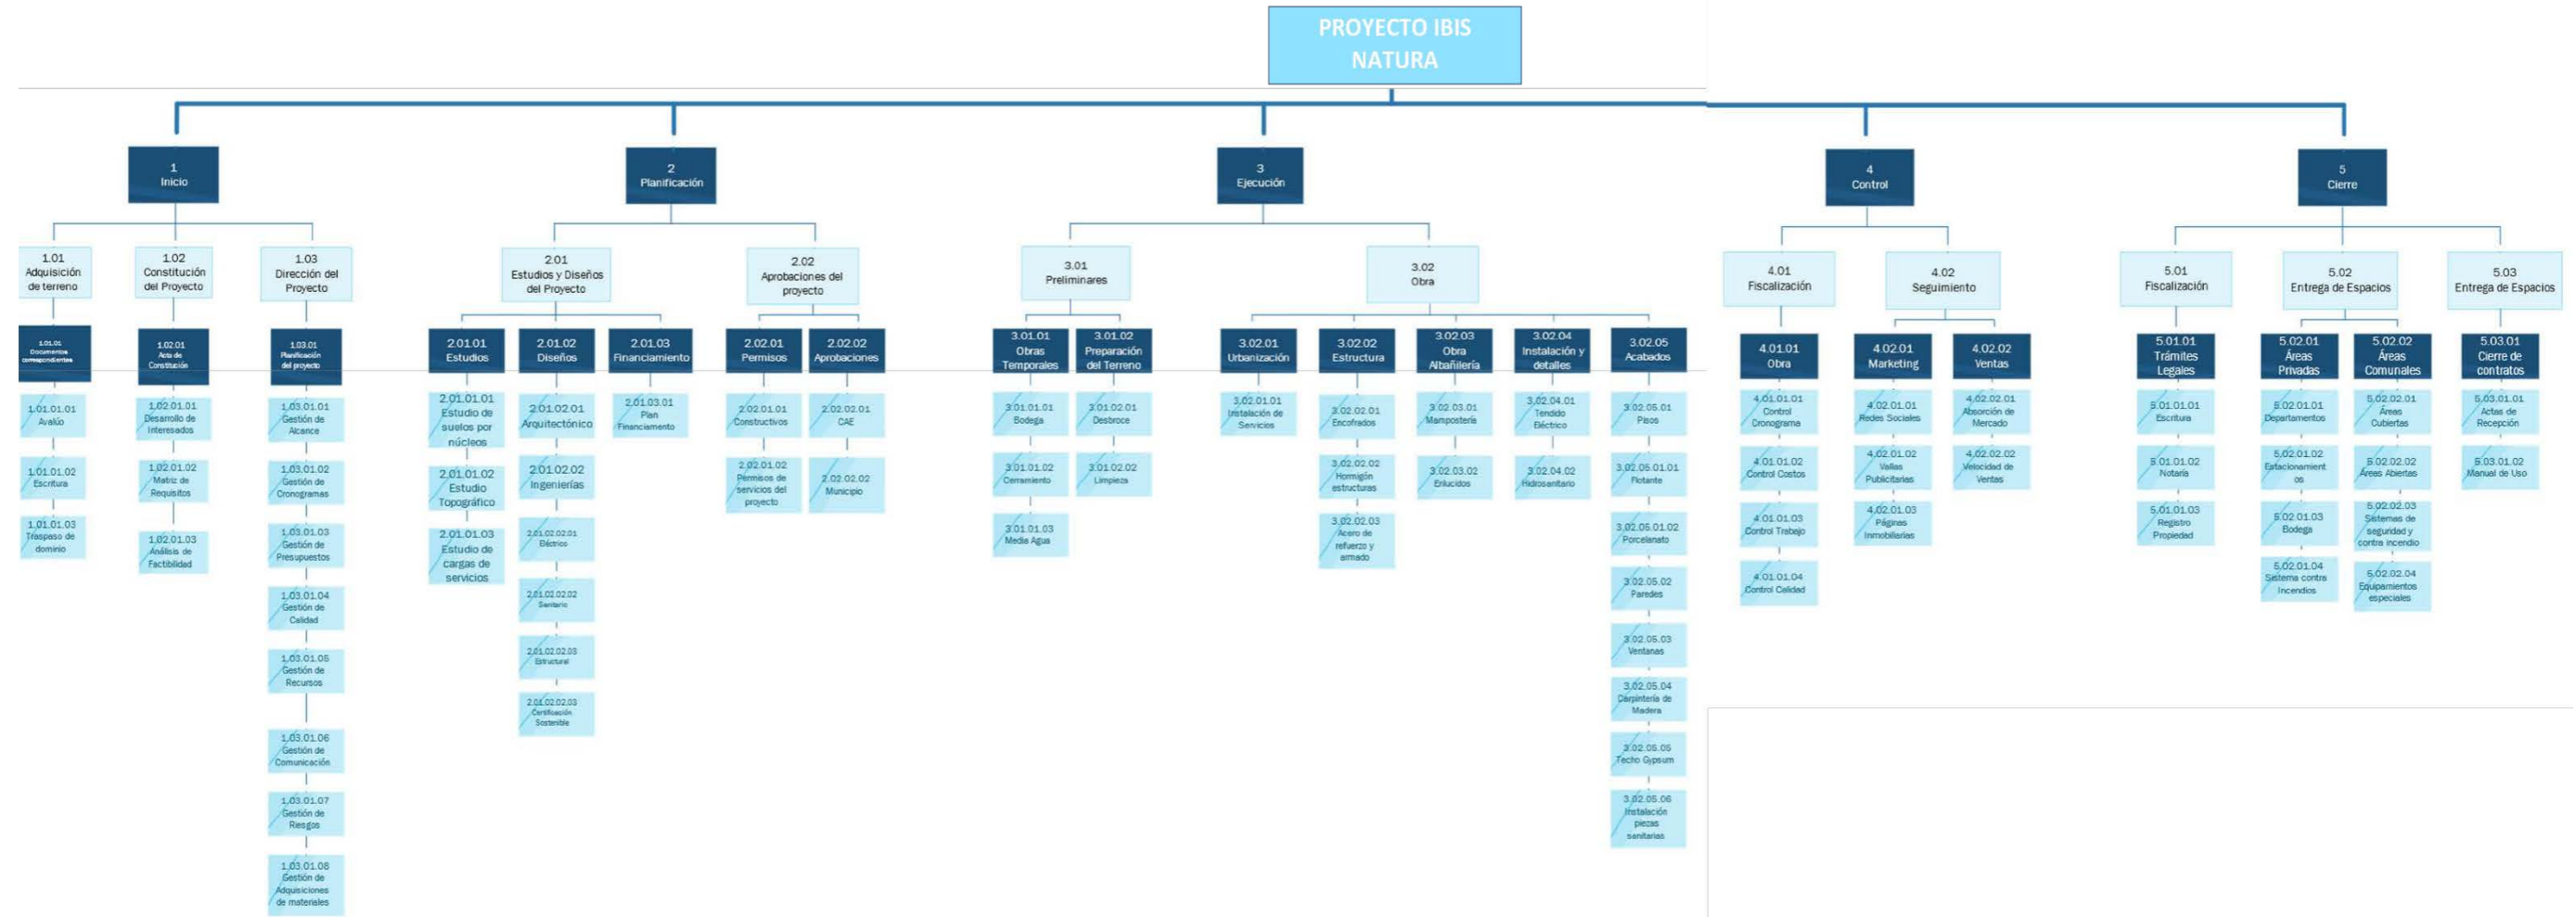 PROYECTO IBIS
NATURA
1
Inicio
1.01
Adquisición
de terreno
1.01.01
Documentos
correspondientes
1.01.01.01
Avalúo
1.01.01.02
Escritura
1.01.01.03
Traspaso de
dominio
1.02
Constitución
del Proyecto
1.02.01
Acta de
Constitución
1.02.01.01
Desarrollo de
Interesados
1.02.01.02
Matriz de
Requisitos
1.02.01.03
Análisis de
Factibilidad
1.03
Dirección del
Proyecto
1.03.01
Planificación
del proyecto
1.03.01.01
Gestión de
Alcance
1.03.01.02
Gestión de
Cronogramas
1.03.01.03
Gestión de
Presupuestos
1.03.01.04
Gestión de
Calidad
1.03.01.05
Gestión de
Recursos
1.03.01.06
Gestión de
Comunicación
1.03.01.07
Gestión de
Riesgos
1.03.01.08
Gestión de
Adquisiciones
de materiales
2
Planificación
2.01
Estudios y Diseños
del Proyecto
2.01.01
Estudios
2.01.01.01
Estudio de
suelos por
núcleos
2.01.01.02
Estudio
Topográfico
2.01.01.03
Estudio de
cargas de
servicios
2.01.02
Diseños
2.01.02.01
Arquitectónico
2.01.02.02
Ingenierías
2.01.02.02.01
Eléctrico
2.01.02.02.02
Sanitario
2.01.02.02.03
Estructural
2.01.02.02.03
Certificación
Sostenible
2.01.03
Financiamiento
2.01.03.01
Plan
Financiamento
2.02
Aprobaciones del
proyecto
2.02.01
Permisos
2.02.01.01
Constructivos
2.02.01.02
Permisos de
servicios del
proyecto
2.02.02
Aprobaciones
2.02.02.01
CAE
2.02.02.02
Municipio
3
Ejecución
3.01
Preliminares
3.01.01
Obras
Temporales
3.01.01.01
Bodega
3.01.01.02
Cerramiento
3.01.01.03
Media Agua
3.01.02
Preparación
del Terreno
3.01.02.01
Desbroce
3.01.02.02
Limpieza
3.02
Obra
3.02.01
Urbanización
3.02.01.01
Instalación de
Servicios
3.02.02
Estructura
3.02.02.01
Encofrados
3.02.02.02
Hormigón
estructuras
3.02.02.03
Acero de
refuerzo y
armado
3.02.03
Obra
Albañilería
3.02.03.01
Mampostería
3.02.03.02
Enlucidos
3.02.04
Instalación y
detalles
3.02.04.01
Tendido
Eléctrico
3.02.04.02
Hidrosanitario
3.02.05
Acabados
3.02.05.01
Pisos
3.02.05.01.01
Flotante
3.02.05.01.02
Porcelanato
3.02.05.02
Paredes
3.02.05.03
Ventanas
3.02.05.04
Carpintería de
Madera
3.02.05.05
Techo Gypsum
3.02.05.06
Instalación
piezas
sanitarias
4
Control
4.01
Fiscalización
4.01.01
Obra
4.01.01.01
Control
Cronograma
4.01.01.02
Control Costos
4.01.01.03
Control Trabajo
4.01.01.04
Control Calidad
4.02
Seguimiento
4.02.01
Marketing
4.02.01.01
Redes Sociales
4.02.01.02
Vallas
Publicitarias
4.02.01.03
Páginas
Inmobiliarias
4.02.02
Ventas
4.02.02.01
Absorción de
Mercado
4.02.02.02
Velocidad de
Ventas
5
Cierre
5.01
Fiscalización
5.01.01
Trámites
Legales
5.01.01.01
Escritura
5.01.01.02
Notaría
5.01.01.03
Registro
Propiedad
5.02
Entrega de Espacios
5.02.01
Áreas
Privadas
5.02.01.01
Departamentos
5.02.01.02
Estacionamient
os
5.02.01.03
Bodega
5.02.01.04
Sistema contra
Incendios
5.02.02
Áreas
Comunales
5.02.02.01
Áreas
Cubiertas
5.02.02.02
Áreas Abiertas
5.02.02.03
Sistemas de
seguridad y
contra incendio
5.02.02.04
Equipamientos
especiales
5.03
Entrega de Espacios
5.03.01
Cierre de
contratos
5.03.01.01
Actas de
Recepción
5.03.01.02
Manual de Uso